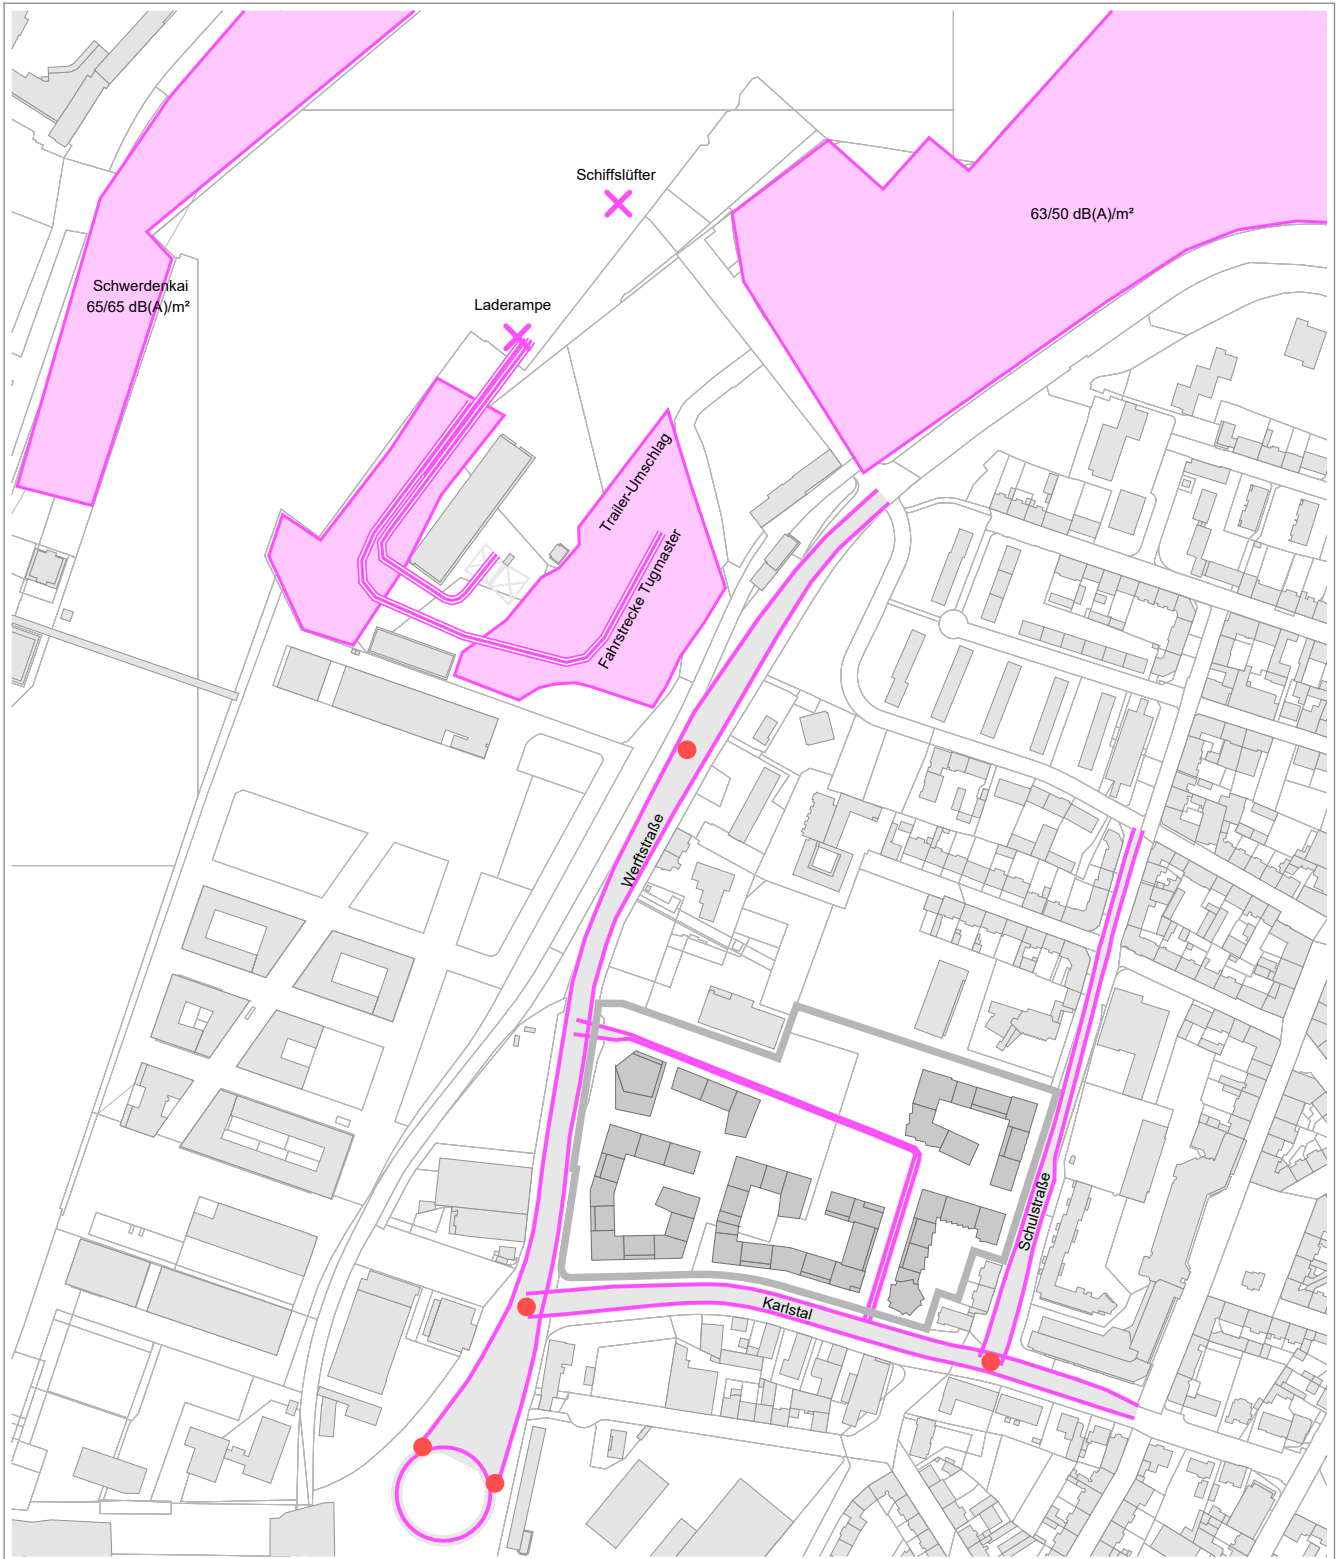 Schiffslüfter
63/50 dB(A)/m²
Schwerdenkai
65/65 dB(A)/m²
Laderampe
Trailer-Umschlag
Fahrstrecke Tugmaster
Werftstraße
Schulstraße
Karlstal